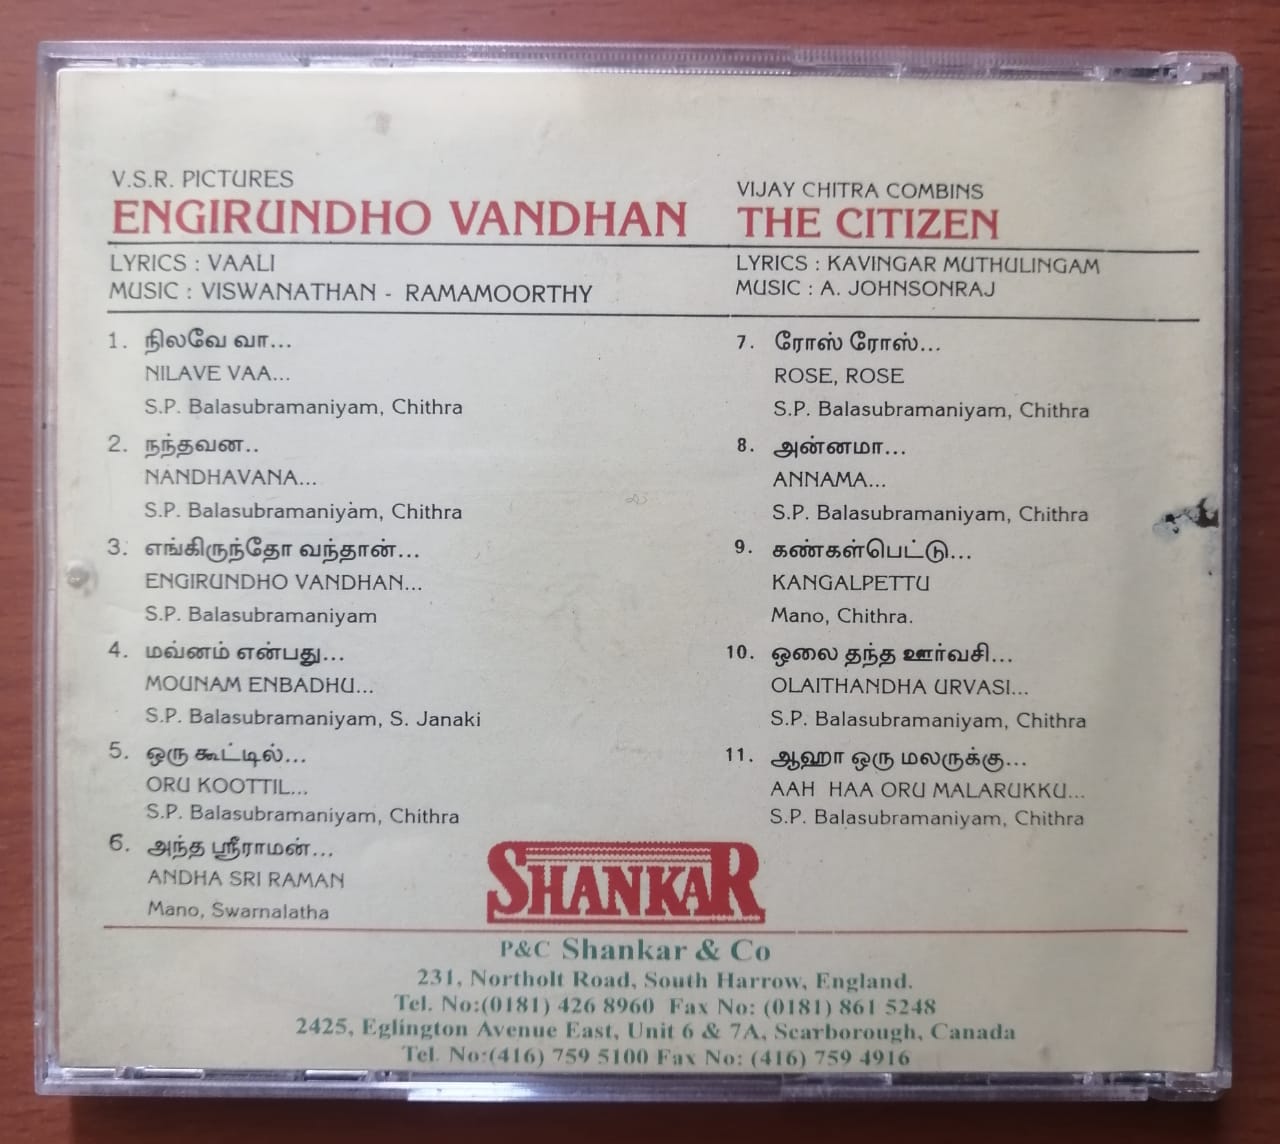 V.S.R. PICTURES
ENGIRUNDHO VANDHAN
LYRICS : VAALI
MUSIC : VISWANATHAN - RAMAMOORTHY
1. நிலவே வா...
NILAVE VAA...
S.P. Balasubramaniyam, Chithra
2. நந்தவன..
NANDHAVANA...
S.P. Balasubramaniyam, Chithra
3. எங்கிருந்தோ வந்தான்...
ENGIRUNDHO VANDHAN...
S.P. Balasubramaniyam
4. மவ்னம் என்பது...
MOUNAM ENBADHU...
S.P. Balasubramaniyam, S. Janaki
5. ஒரு கூட்டில்...
ORU KOOTTIL...
S.P. Balasubramaniyam, Chithra
6. அந்த ஸ்ரீராமன்...
ANDHA SRI RAMAN
Mano, Swarnalatha
VIJAY CHITRA COMBINS
THE CITIZEN
LYRICS : KAVINGAR MUTHULINGAM
MUSIC : A. JOHNSONRAJ
7. ரோஸ் ரோஸ்...
ROSE, ROSE
S.P. Balasubramaniyam, Chithra
8. அன்னமா...
ANNAMA...
S.P. Balasubramaniyam, Chithra
9. கண்கள்பெட்டு...
KANGALPETTU
Mano, Chithra.
10. ஒலை தந்த ஊர்வசி...
OLAITHANDHA URVASI...
S.P. Balasubramaniyam, Chithra
11. ஆஹா ஒரு மலருக்கு...
AAH HAA ORU MALARUKKU...
S.P. Balasubramaniyam, Chithra
SHANKAR
P&C Shankar & Co
231, Northolt Road, South Harrow, England.
Tel. No:(0181) 426 8960 Fax No: (0181) 861 5248
2425, Eglington Avenue East, Unit 6 & 7A, Scarborough, Canada
Tel. No:(416) 759 5100 Fax No: (416) 759 4916